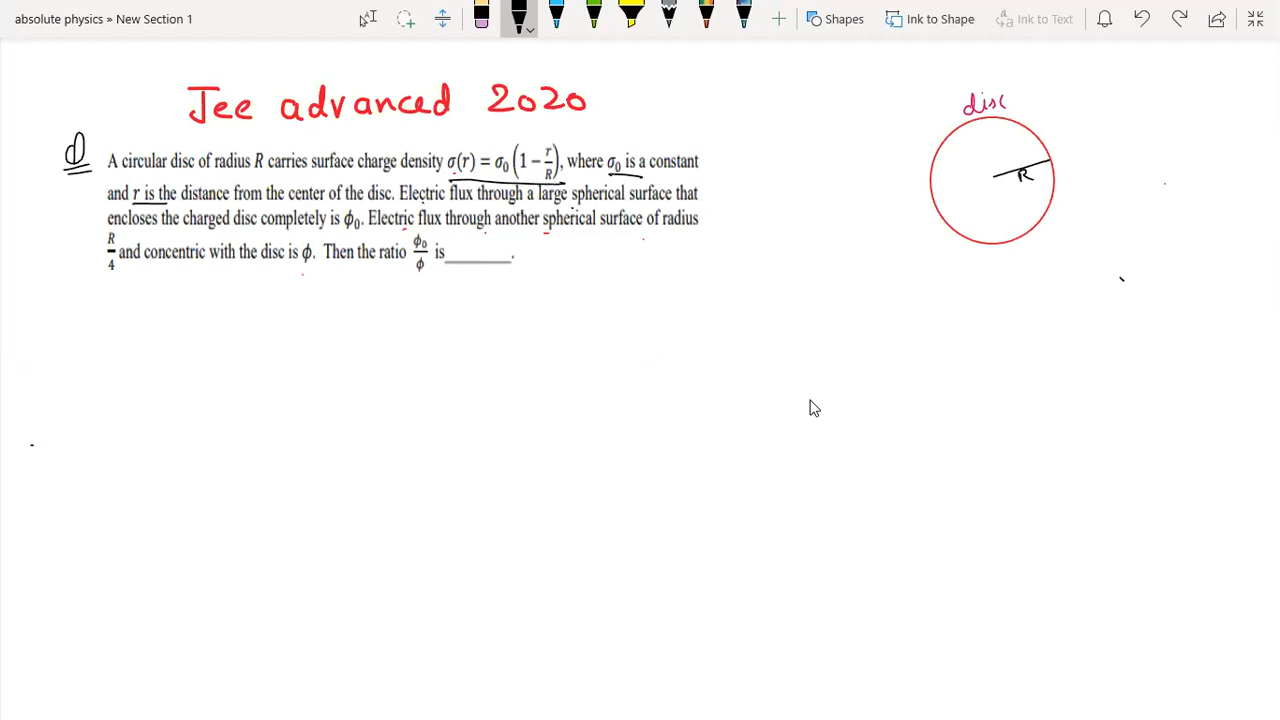 absolute physics » New Section 1
Shapes
Ink to Shape
Ink to Text
Jee advanced 2020
A circular disc of radius R carries surface charge density σ(r) = σ₀(1 − r/R), where σ₀ is a constant
and r is the distance from the center of the disc. Electric flux through a large spherical surface that
encloses the charged disc completely is ϕ₀. Electric flux through another spherical surface of radius
R/4 and concentric with the disc is ϕ. Then the ratio ϕ₀/ϕ is________.
disc
R